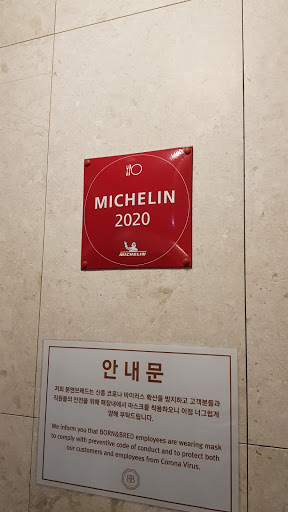 MICHELIN
2020
MICHELIN
안내문
저희 본앤브레드는 신종 코로나 바이러스 확산을 방지하고 고객분들과
직원들의 안전을 위해 매장내에서 마스크를 착용하오니 이점 너그럽게
양해 부탁드립니다.
We inform you that BORN&BRED employees are wearing mask
to comply with preventive code of conduct and to protect both
our customers and employees from Corona Virus.